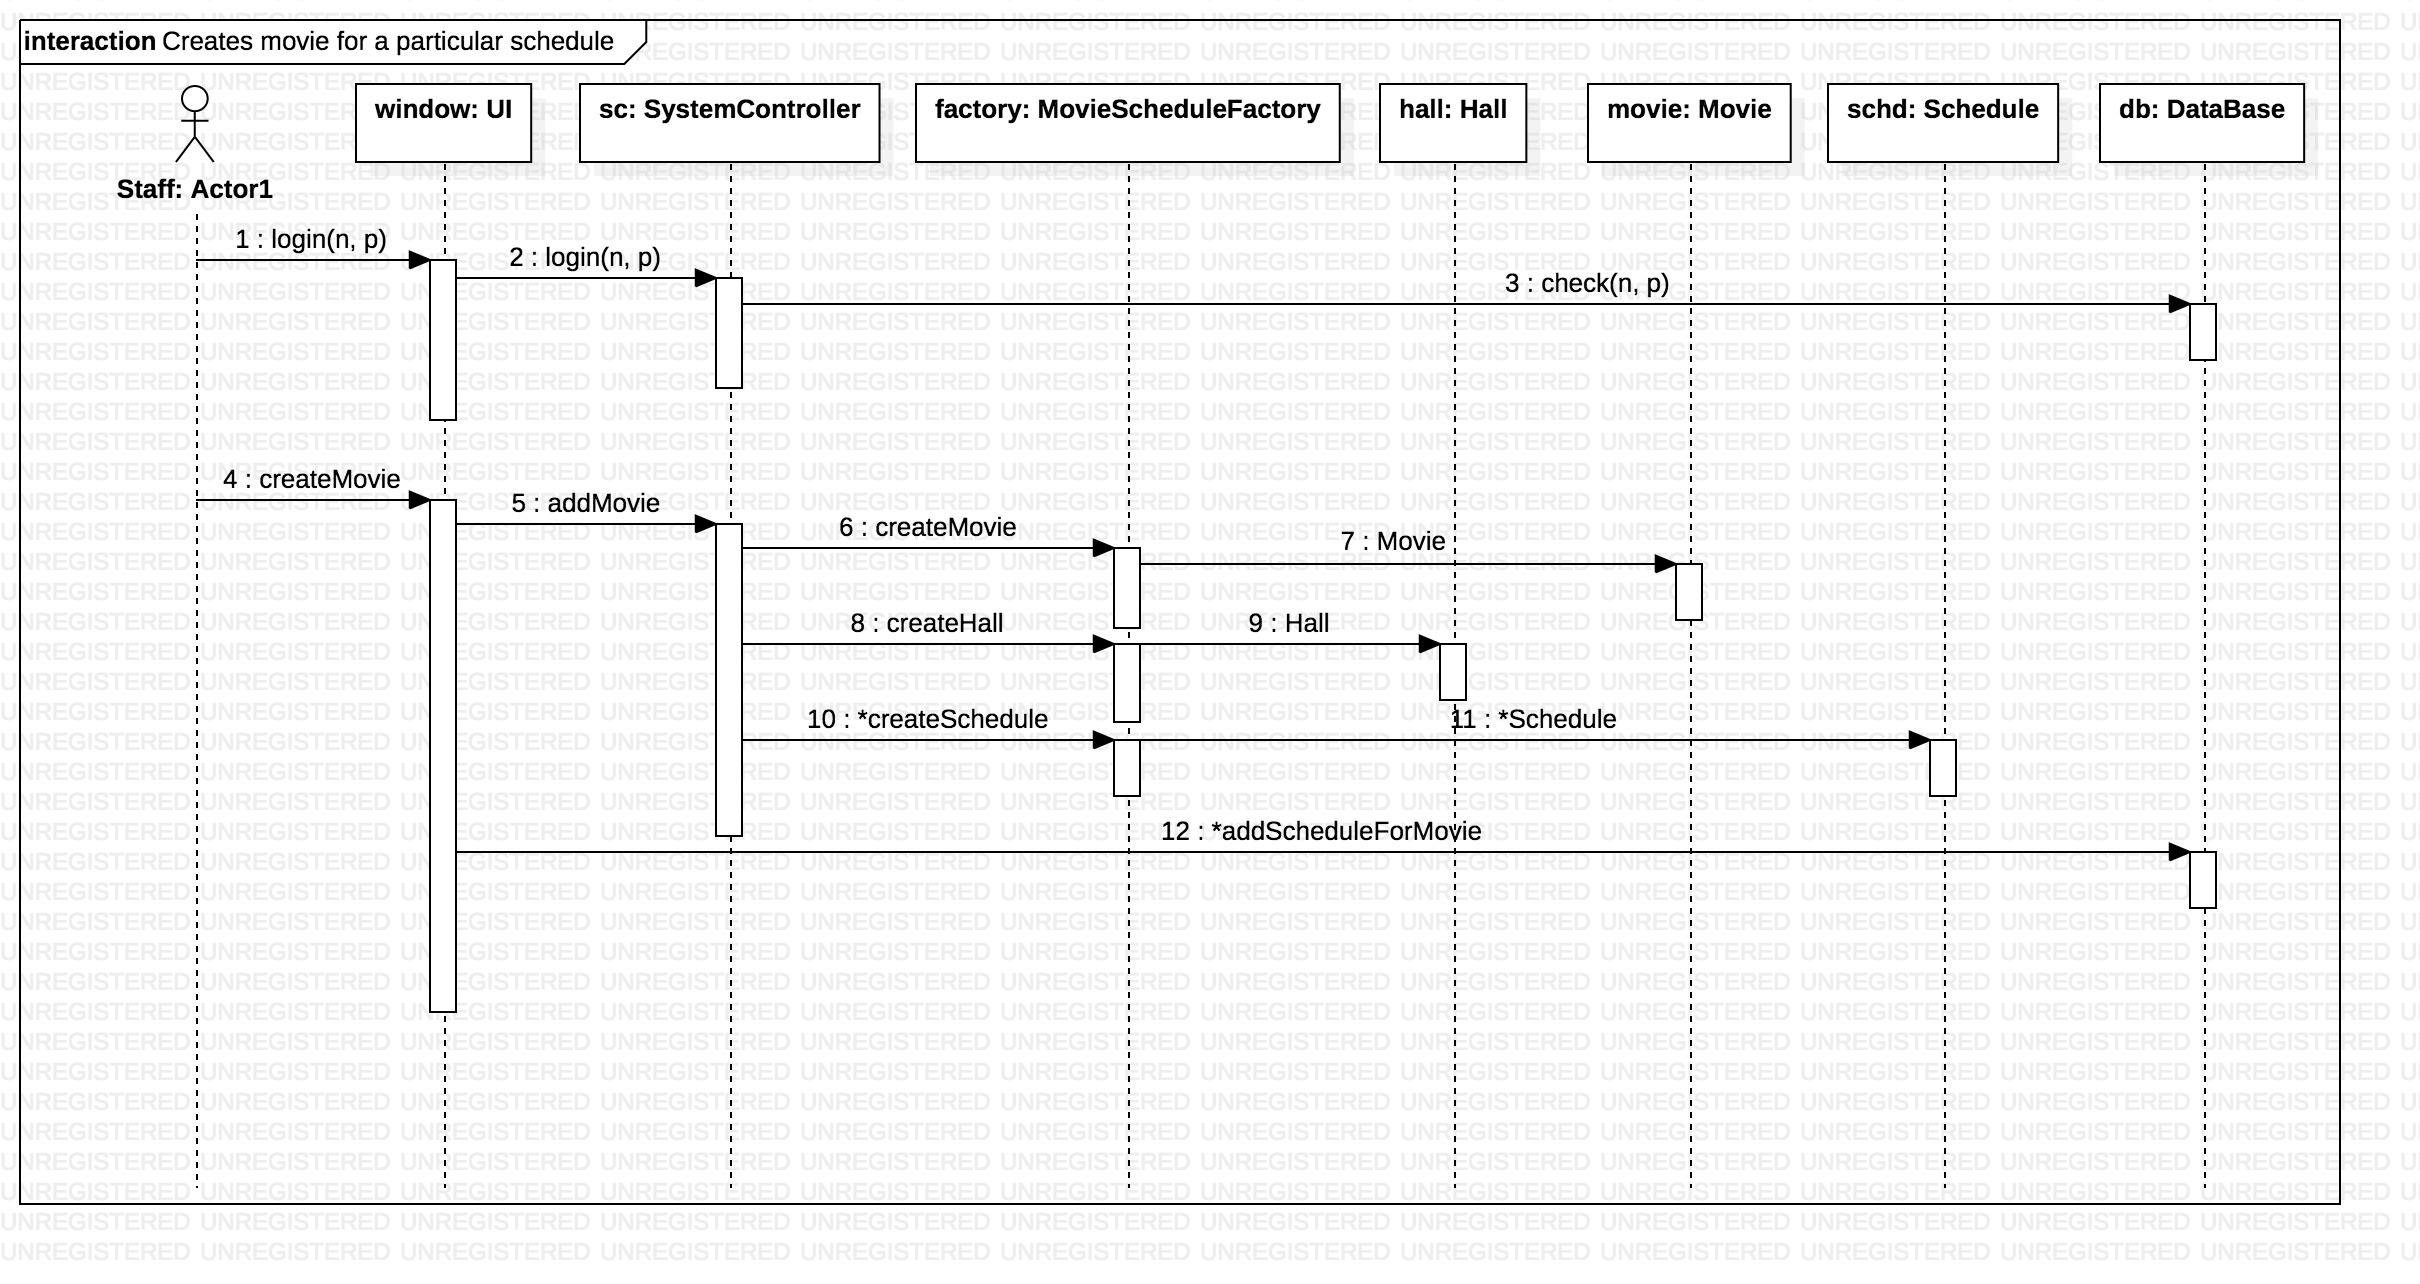 interaction Creates movie for a particular schedule
window: UI
sc: SystemController
factory: MovieScheduleFactory
hall: Hall
movie: Movie
schd: Schedule
db: DataBase
Staff: Actor1
1 : login(n, p)
2 : login(n, p)
3 : check(n, p)
4 : createMovie
5 : addMovie
6 : createMovie
7 : Movie
8 : createHall
9 : Hall
10 : *createSchedule
11 : *Schedule
12 : *addScheduleForMovie
UNREGISTERED